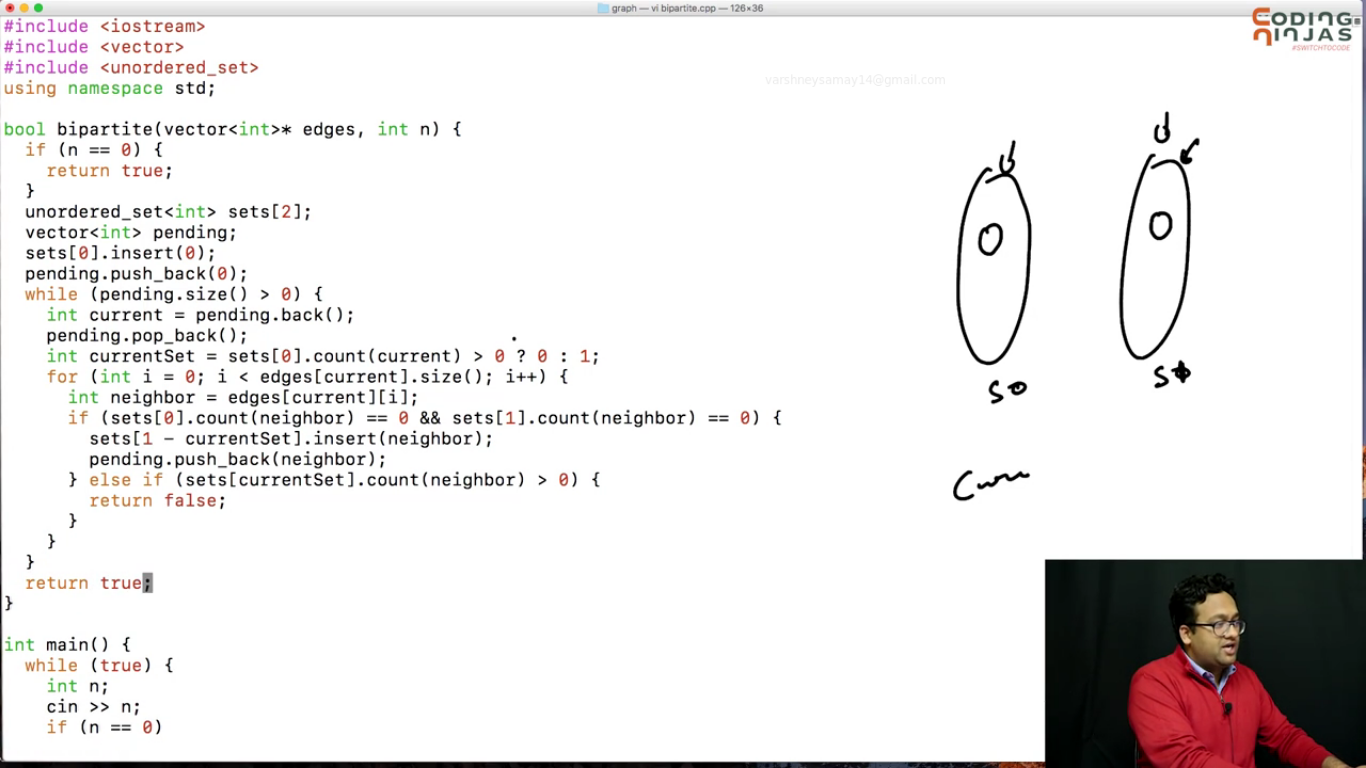 graph — vi bipartite.cpp — 126×36
CODING
NINJAS
#SWITCHTOCODE
varshneysamay14@gmail.com
#include <iostream>
#include <vector>
#include <unordered_set>
using namespace std;
bool bipartite(vector<int>* edges, int n) {
if (n == 0) {
return true;
}
unordered_set<int> sets[2];
vector<int> pending;
sets[0].insert(0);
pending.push_back(0);
while (pending.size() > 0) {
int current = pending.back();
pending.pop_back();
int currentSet = sets[0].count(current) > 0 ? 0 : 1;
for (int i = 0; i < edges[current].size(); i++) {
int neighbor = edges[current][i];
if (sets[0].count(neighbor) == 0 && sets[1].count(neighbor) == 0) {
sets[1 - currentSet].insert(neighbor);
pending.push_back(neighbor);
} else if (sets[currentSet].count(neighbor) > 0) {
return false;
}
}
}
return true;
}
int main() {
while (true) {
int n;
cin >> n;
if (n == 0)